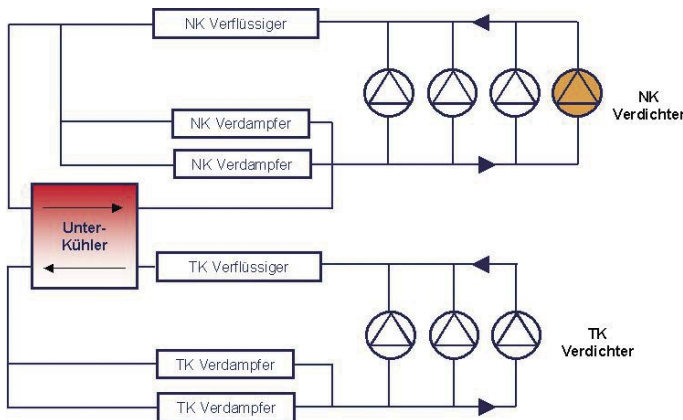 NK Verflüssiger
NK
Verdichter
NK Verdampfer
NK Verdampfer
Unter-
Kühler
TK Verflüssiger
TK
Verdichter
TK Verdampfer
TK Verdampfer